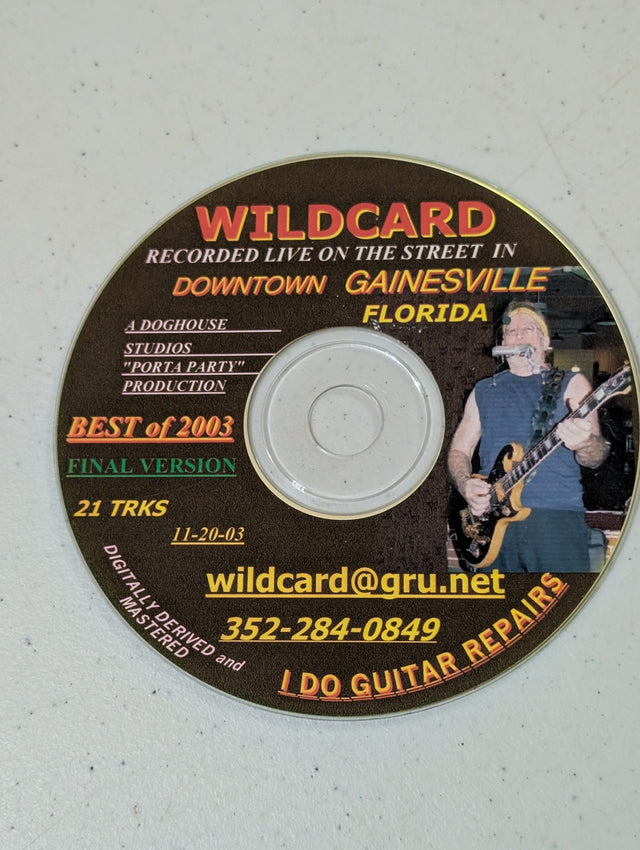 WILDCARD
RECORDED LIVE ON THE STREET IN
DOWNTOWN GAINESVILLE
FLORIDA
A DOGHOUSE
STUDIOS
"PORTA PARTY"
PRODUCTION
BEST of 2003
FINAL VERSION
21 TRKS
11-20-03
DIGITALLY DERIVED and
MASTERED
wildcard@gru.net
352-284-0849
I DO GUITAR REPAIRS